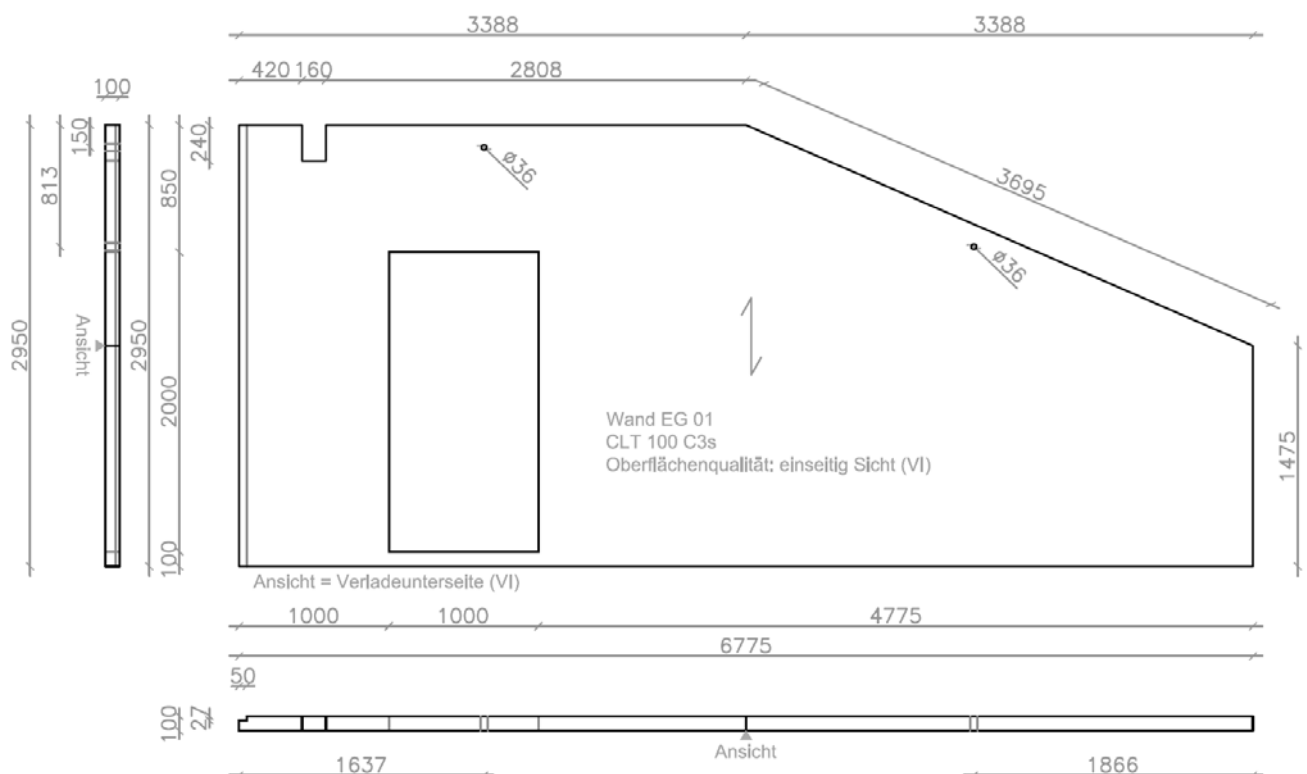 3388 3388
420 160 2808
100
150
240
ø36
813
850
3695
ø36
2950
Ansicht
2950
2000
Wand EG 01
CLT 100 C3s
Oberflächenqualität: einseitig Sicht (VI)
1475
100
Ansicht = Verladeunterseite (VI)
1000 1000 4775
6775
50
100
27
Ansicht
1637 1866